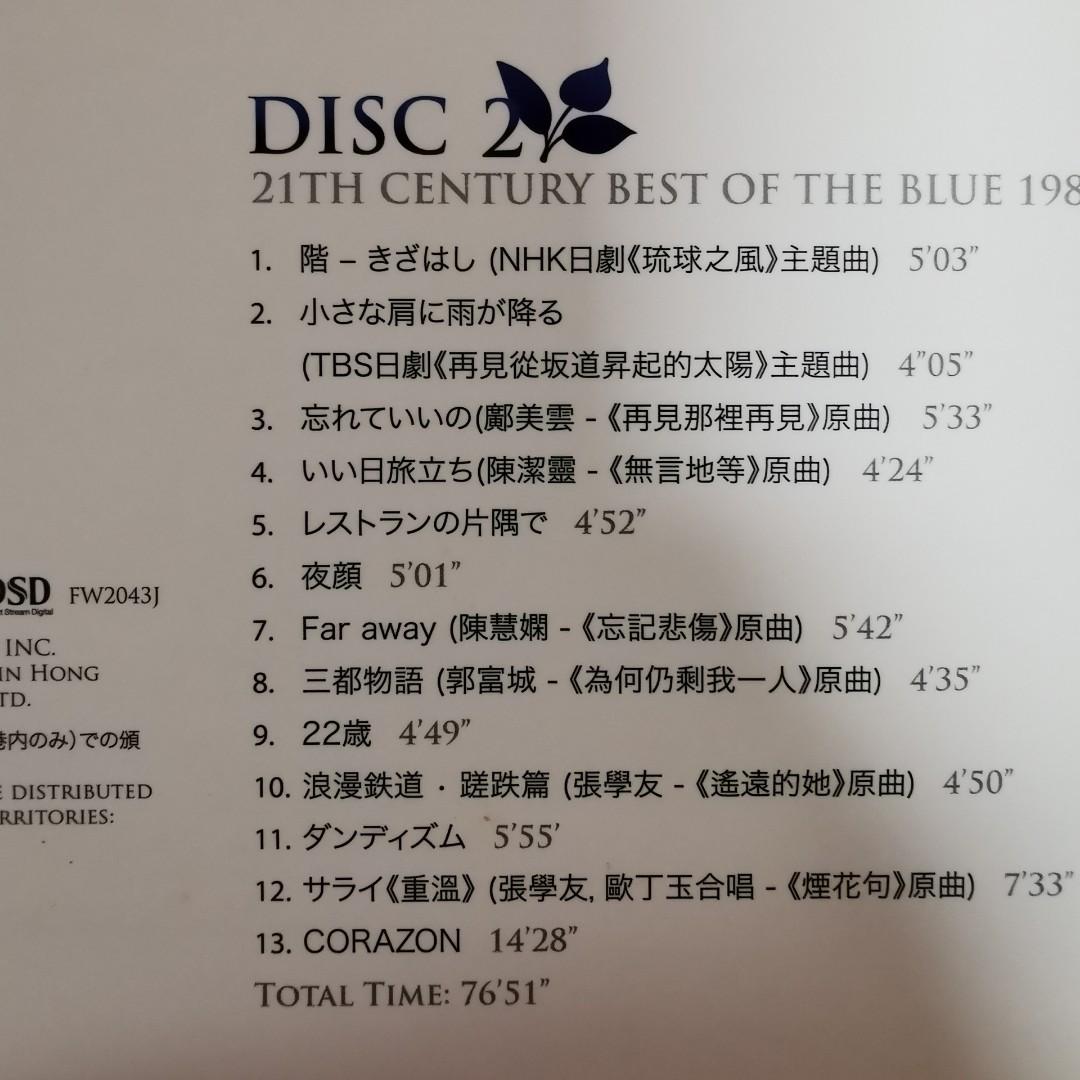 DISC 2
21TH CENTURY BEST OF THE BLUE 198
1. 階 – きざはし (NHK日劇《琉球之風》主題曲) 5'03"
2. 小さな肩に雨が降る
(TBS日劇《再見從坂道昇起的太陽》主題曲) 4"05"
3. 忘れていいの(鄺美雲 -《再見那裡再見》原曲) 5'33"
4. いい日旅立ち(陳潔靈 -《無言地等》原曲) 4'24"
5. レストランの片隅で 4'52"
6. 夜顔 5'01"
7. Far away (陳慧嫻 -《忘記悲傷》原曲) 5'42"
8. 三都物語 (郭富城 -《為何仍剩我一人》原曲) 4'35"
9. 22歳 4'49"
10. 浪漫鉄道 · 蹉跌篇 (張學友 -《遙遠的她》原曲) 4'50"
11. ダンディズム 5'55'
12. サライ《重溫》 (張學友, 歐丁玉合唱 -《煙花句》原曲) 7'33"
13. CORAZON 14'28"
TOTAL TIME: 76'51"
DSD FW2043J
t Stream Digital
INC.
IN HONG
TD.
港内のみ)での頒
E DISTRIBUTED
RRITORIES: